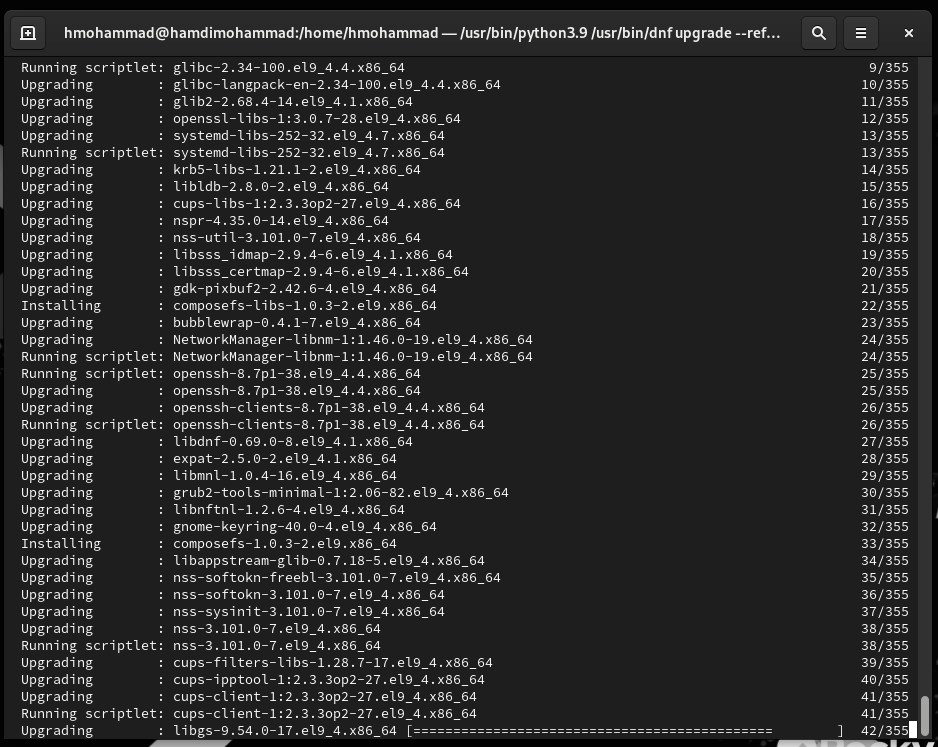 hmohammad@hamdimohammad:/home/hmohammad — /usr/bin/python3.9 /usr/bin/dnf upgrade --ref...
Running scriptlet: glibc-2.34-100.el9_4.4.x86_64 9/355
Upgrading : glibc-langpack-en-2.34-100.el9_4.4.x86_64 10/355
Upgrading : glib2-2.68.4-14.el9_4.1.x86_64 11/355
Upgrading : openssl-libs-1:3.0.7-28.el9_4.x86_64 12/355
Upgrading : systemd-libs-252-32.el9_4.7.x86_64 13/355
Running scriptlet: systemd-libs-252-32.el9_4.7.x86_64 13/355
Upgrading : krb5-libs-1.21.1-2.el9_4.x86_64 14/355
Upgrading : libldb-2.8.0-2.el9_4.x86_64 15/355
Upgrading : cups-libs-1:2.3.3op2-27.el9_4.x86_64 16/355
Upgrading : nspr-4.35.0-14.el9_4.x86_64 17/355
Upgrading : nss-util-3.101.0-7.el9_4.x86_64 18/355
Upgrading : libsss_idmap-2.9.4-6.el9_4.1.x86_64 19/355
Upgrading : libsss_certmap-2.9.4-6.el9_4.1.x86_64 20/355
Upgrading : gdk-pixbuf2-2.42.6-4.el9_4.x86_64 21/355
Installing : composefs-libs-1.0.3-2.el9.x86_64 22/355
Upgrading : bubblewrap-0.4.1-7.el9_4.x86_64 23/355
Upgrading : NetworkManager-libnm-1:1.46.0-19.el9_4.x86_64 24/355
Running scriptlet: NetworkManager-libnm-1:1.46.0-19.el9_4.x86_64 24/355
Running scriptlet: openssh-8.7p1-38.el9_4.4.x86_64 25/355
Upgrading : openssh-8.7p1-38.el9_4.4.x86_64 25/355
Upgrading : openssh-clients-8.7p1-38.el9_4.4.x86_64 26/355
Running scriptlet: openssh-clients-8.7p1-38.el9_4.4.x86_64 26/355
Upgrading : libdnf-0.69.0-8.el9_4.1.x86_64 27/355
Upgrading : expat-2.5.0-2.el9_4.1.x86_64 28/355
Upgrading : libmnl-1.0.4-16.el9_4.x86_64 29/355
Upgrading : grub2-tools-minimal-1:2.06-82.el9_4.x86_64 30/355
Upgrading : libnftnl-1.2.6-4.el9_4.x86_64 31/355
Upgrading : gnome-keyring-40.0-4.el9_4.x86_64 32/355
Installing : composefs-1.0.3-2.el9.x86_64 33/355
Upgrading : libappstream-glib-0.7.18-5.el9_4.x86_64 34/355
Upgrading : nss-softokn-freebl-3.101.0-7.el9_4.x86_64 35/355
Upgrading : nss-softokn-3.101.0-7.el9_4.x86_64 36/355
Upgrading : nss-sysinit-3.101.0-7.el9_4.x86_64 37/355
Upgrading : nss-3.101.0-7.el9_4.x86_64 38/355
Running scriptlet: nss-3.101.0-7.el9_4.x86_64 38/355
Upgrading : cups-filters-libs-1.28.7-17.el9_4.x86_64 39/355
Upgrading : cups-ipptool-1:2.3.3op2-27.el9_4.x86_64 40/355
Upgrading : cups-client-1:2.3.3op2-27.el9_4.x86_64 41/355
Running scriptlet: cups-client-1:2.3.3op2-27.el9_4.x86_64 41/355
Upgrading : libgs-9.54.0-17.el9_4.x86_64 [===================================================== ] 42/355